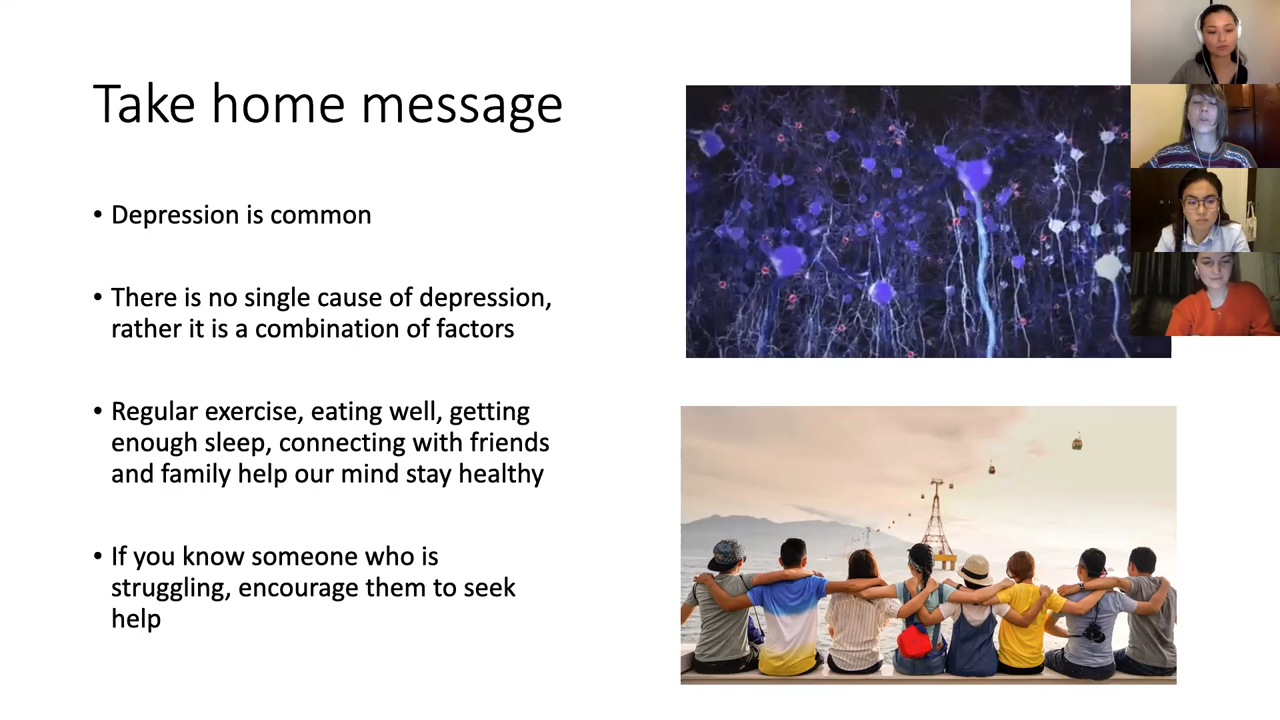 Take home message
• Depression is common
• There is no single cause of depression,
rather it is a combination of factors
• Regular exercise, eating well, getting
enough sleep, connecting with friends
and family help our mind stay healthy
• If you know someone who is
struggling, encourage them to seek
help